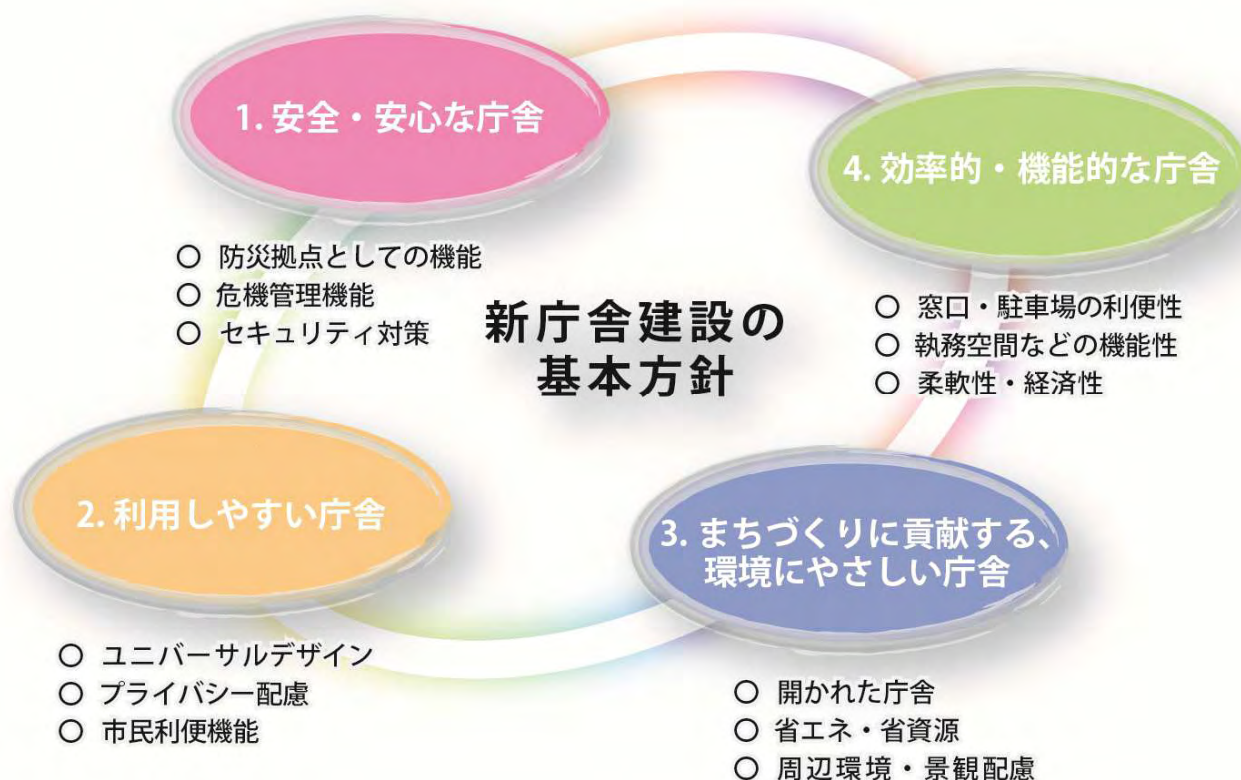 新庁舎建設の
基本方針
1. 安全・安心な庁舎
○ 防災拠点としての機能
○ 危機管理機能
○ セキュリティ対策
2. 利用しやすい庁舎
○ ユニバーサルデザイン
○ プライバシー配慮
○ 市民利便機能
3. まちづくりに貢献する、
環境にやさしい庁舎
○ 開かれた庁舎
○ 省エネ・省資源
○ 周辺環境・景観配慮
4. 効率的・機能的な庁舎
○ 窓口・駐車場の利便性
○ 執務空間などの機能性
○ 柔軟性・経済性